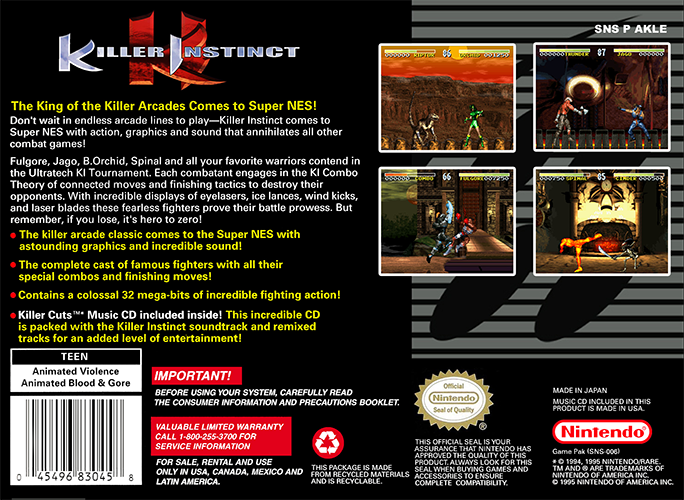 SNS P AKLE
KILLER INSTINCT
The King of the Killer Arcades Comes to Super NES!
Don't wait in endless arcade lines to play—Killer Instinct comes to
Super NES with action, graphics and sound that annihilates all other
combat games!
Fulgore, Jago, B.Orchid, Spinal and all your favorite warriors contend in
the Ultratech KI Tournament. Each combatant engages in the KI Combo
Theory of connected moves and finishing tactics to destroy their
opponents. With incredible displays of eyelasers, ice lances, wind kicks,
and laser blades these fearless fighters prove their battle prowess. But
remember, if you lose, it's hero to zero!
• The killer arcade classic comes to the Super NES with
astounding graphics and incredible sound!
• The complete cast of famous fighters with all their
special combos and finishing moves!
• Contains a colossal 32 mega-bits of incredible fighting action!
• Killer Cuts™* Music CD included inside! This incredible CD
is packed with the Killer Instinct soundtrack and remixed
tracks for an added level of entertainment!
RIPTOR 86 ORCHID
THUNDER 87 JAGO
COMBO 66 FULGORE
SPINAL 85 CINDER
TEEN
Animated Violence
Animated Blood & Gore
0 45496 83045 8
IMPORTANT!
BEFORE USING YOUR SYSTEM, CAREFULLY READ
THE CONSUMER INFORMATION AND PRECAUTIONS BOOKLET.
VALUABLE LIMITED WARRANTY
CALL 1-800-255-3700 FOR
SERVICE INFORMATION
FOR SALE, RENTAL AND USE
ONLY IN USA, CANADA, MEXICO AND
LATIN AMERICA.
THIS PACKAGE IS MADE
FROM RECYCLED MATERIALS
AND IS RECYCLABLE.
Official
Nintendo
Seal of Quality
®
THIS OFFICIAL SEAL IS YOUR
ASSURANCE THAT NINTENDO HAS
APPROVED THE QUALITY OF THIS
PRODUCT. ALWAYS LOOK FOR THIS
SEAL WHEN BUYING GAMES AND
ACCESSORIES TO ENSURE
COMPLETE COMPATIBILITY.
MADE IN JAPAN
MUSIC CD INCLUDED IN THIS
PRODUCT IS MADE IN USA.
Nintendo®
Game Pak (SNS-006)
* © 1994, 1995 NINTENDO/RARE.
TM AND ® ARE TRADEMARKS OF
NINTENDO OF AMERICA INC.
© 1995 NINTENDO OF AMERICA INC.